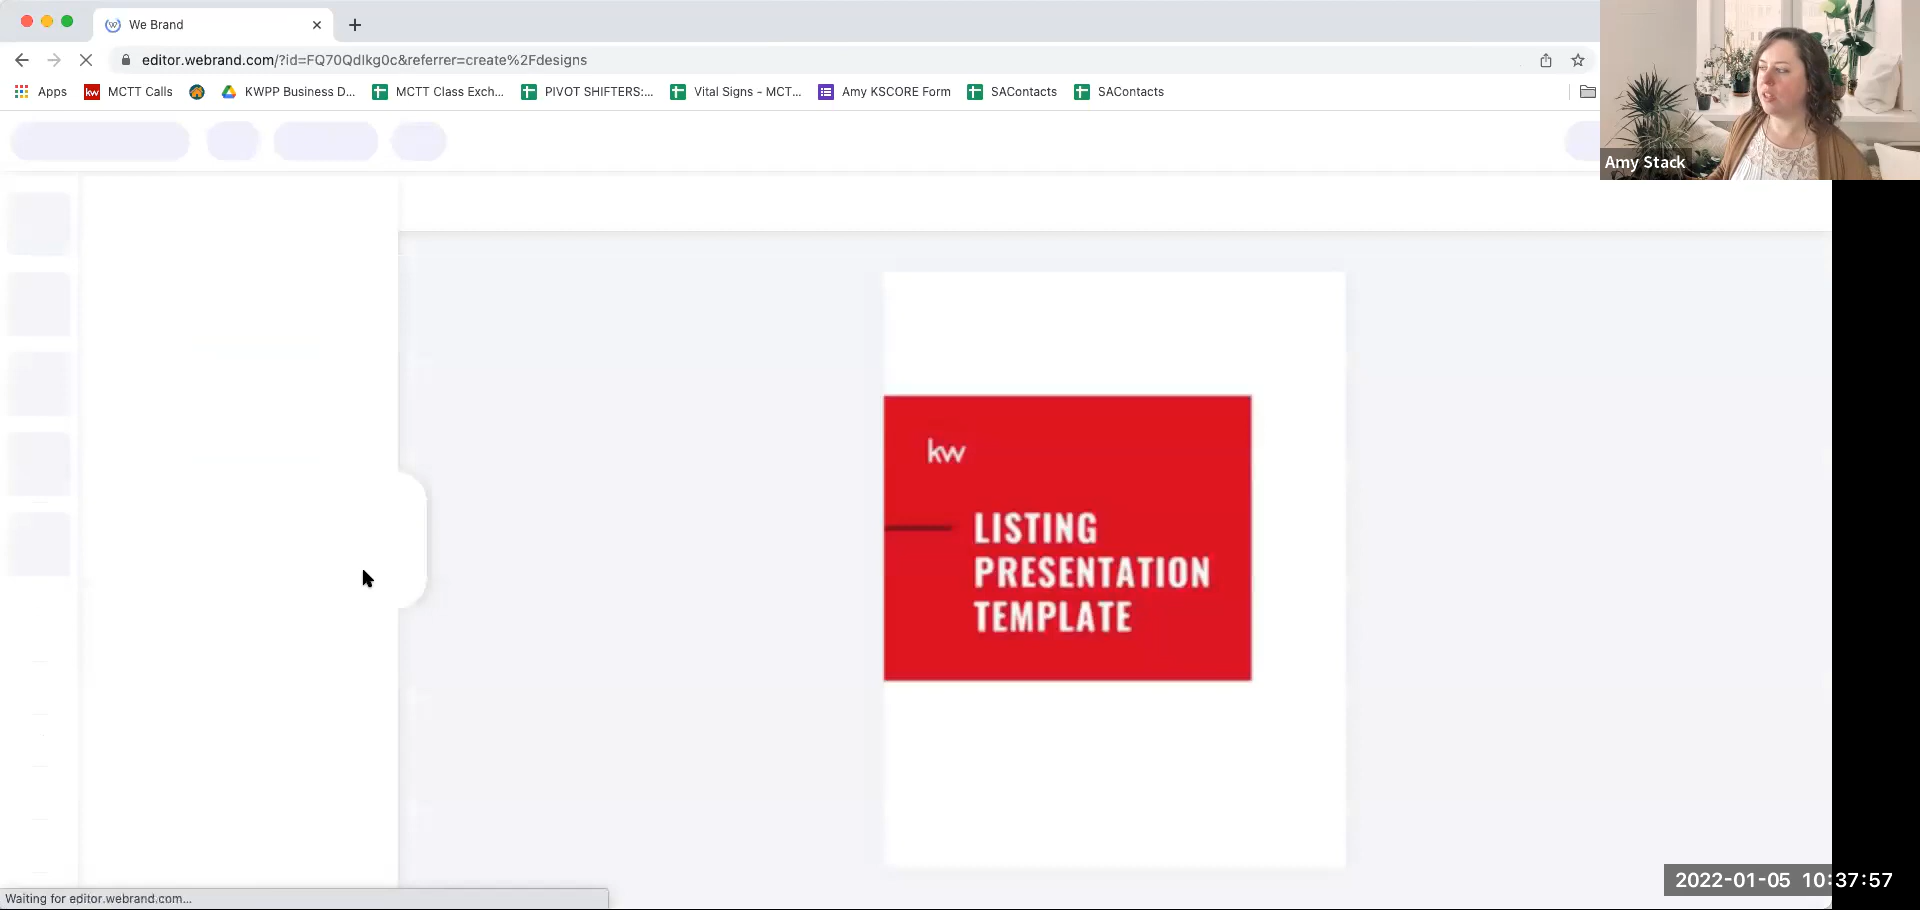 We Brand
editor.webrand.com/?id=FQ70QdIkg0c&referrer=create%2Fdesigns
Apps
kw MCTT Calls
KWPP Business D...
MCTT Class Exch...
PIVOT SHIFTERS:...
Vital Signs - MCT...
Amy KSCORE Form
SAContacts
SAContacts
Amy Stack
kw
LISTING
PRESENTATION
TEMPLATE
2022-01-05 10:37:57
Waiting for editor.webrand.com...